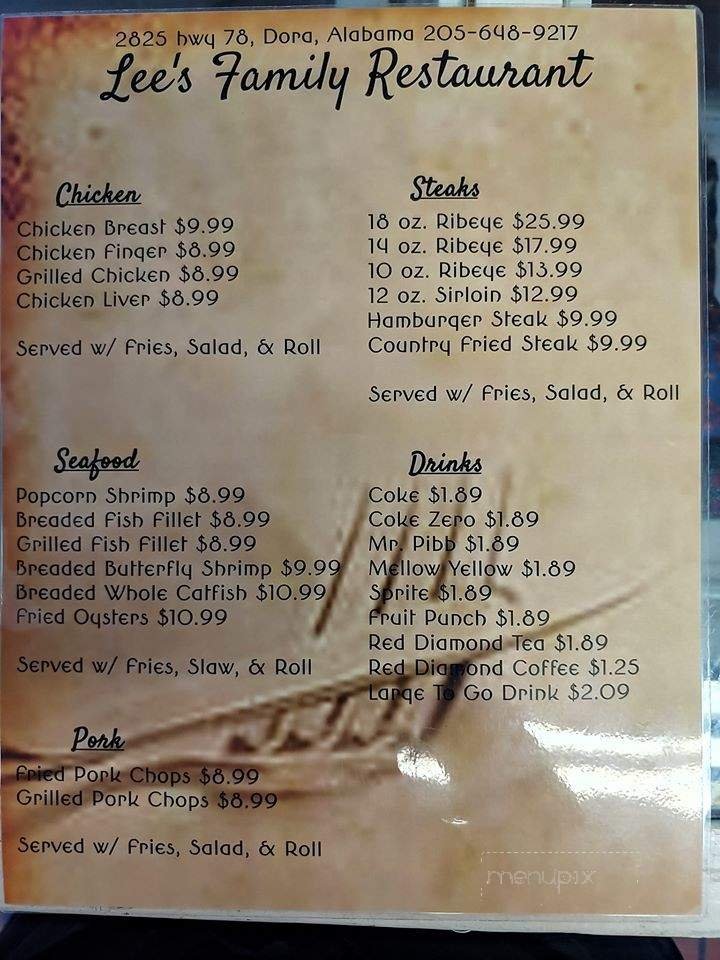 2825 hwy 78, Dora, Alabama 205-648-9217
Lee's Family Restaurant
Chicken
Chicken Breast $9.99
Chicken Finger $8.99
Grilled Chicken $8.99
Chicken Liver $8.99
Served w/ Fries, Salad, & Roll
Steaks
18 oz. Ribeye $25.99
14 oz. Ribeye $17.99
10 oz. Ribeye $13.99
12 oz. Sirloin $12.99
Hamburger Steak $9.99
Country Fried Steak $9.99
Served w/ Fries, Salad, & Roll
Seafood
Popcorn Shrimp $8.99
Breaded Fish Fillet $8.99
Grilled Fish Fillet $8.99
Breaded Butterfly Shrimp $9.99
Breaded Whole Catfish $10.99
Fried Oysters $10.99
Served w/ Fries, Slaw, & Roll
Drinks
Coke $1.89
Coke Zero $1.89
Mr. Pibb $1.89
Mellow Yellow $1.89
Sprite $1.89
Fruit Punch $1.89
Red Diamond Tea $1.89
Red Diamond Coffee $1.25
Large To Go Drink $2.09
Pork
Fried Pork Chops $8.99
Grilled Pork Chops $8.99
Served w/ Fries, Salad, & Roll
menupix